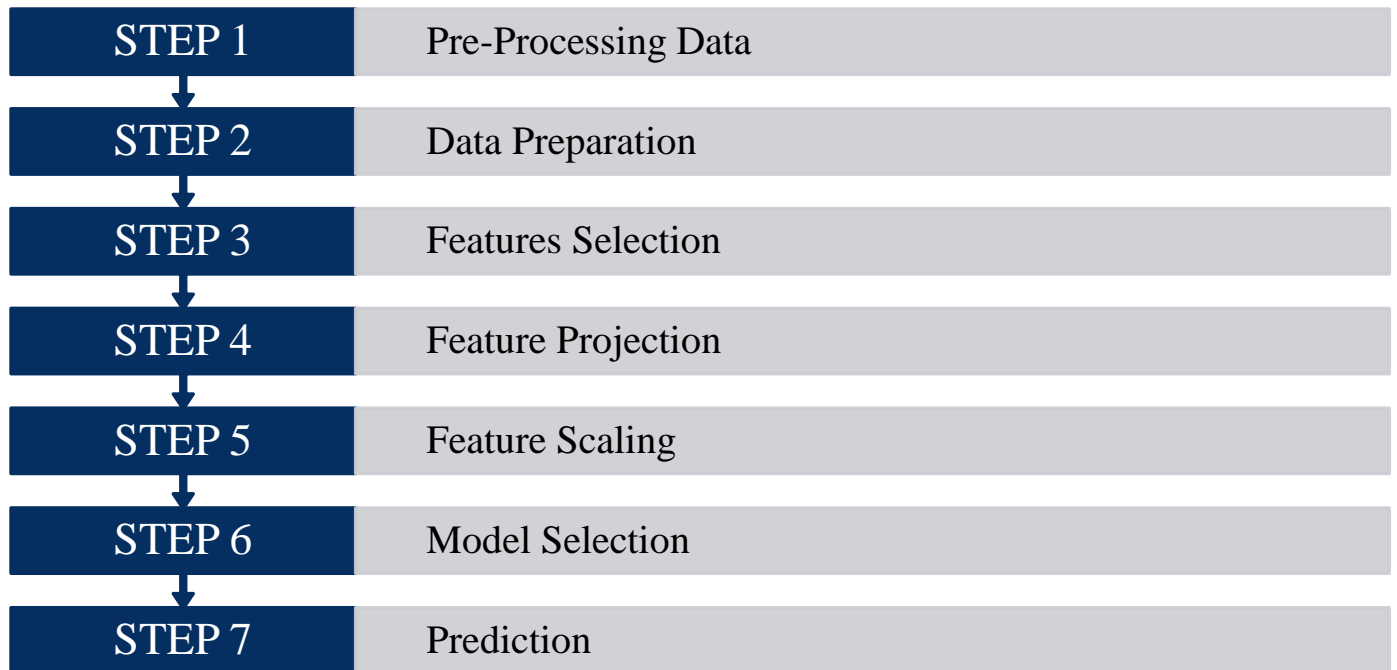 STEP 1 Pre-Processing Data
STEP 2 Data Preparation
STEP 3 Features Selection
STEP 4 Feature Projection
STEP 5 Feature Scaling
STEP 6 Model Selection
STEP 7 Prediction